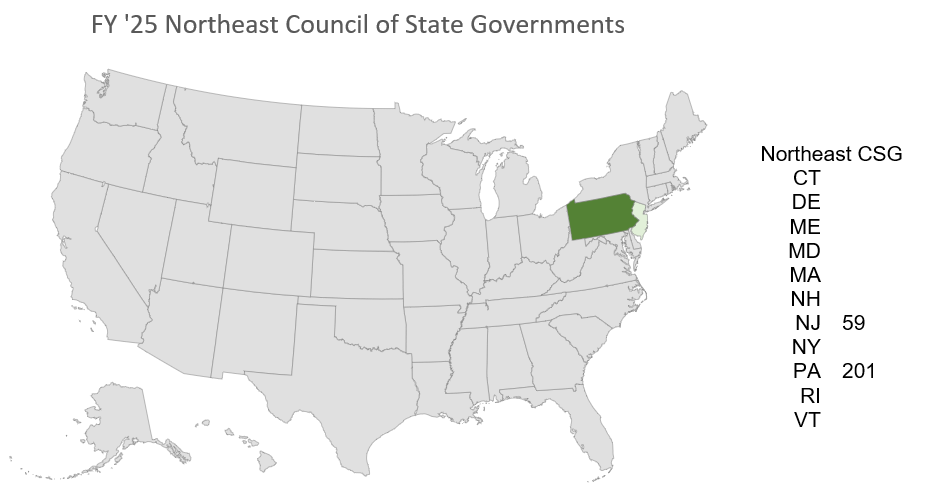 FY '25 Northeast Council of State Governments
Northeast CSG
CT
DE
ME
MD
MA
NH
NJ 59
NY
PA 201
RI
VT